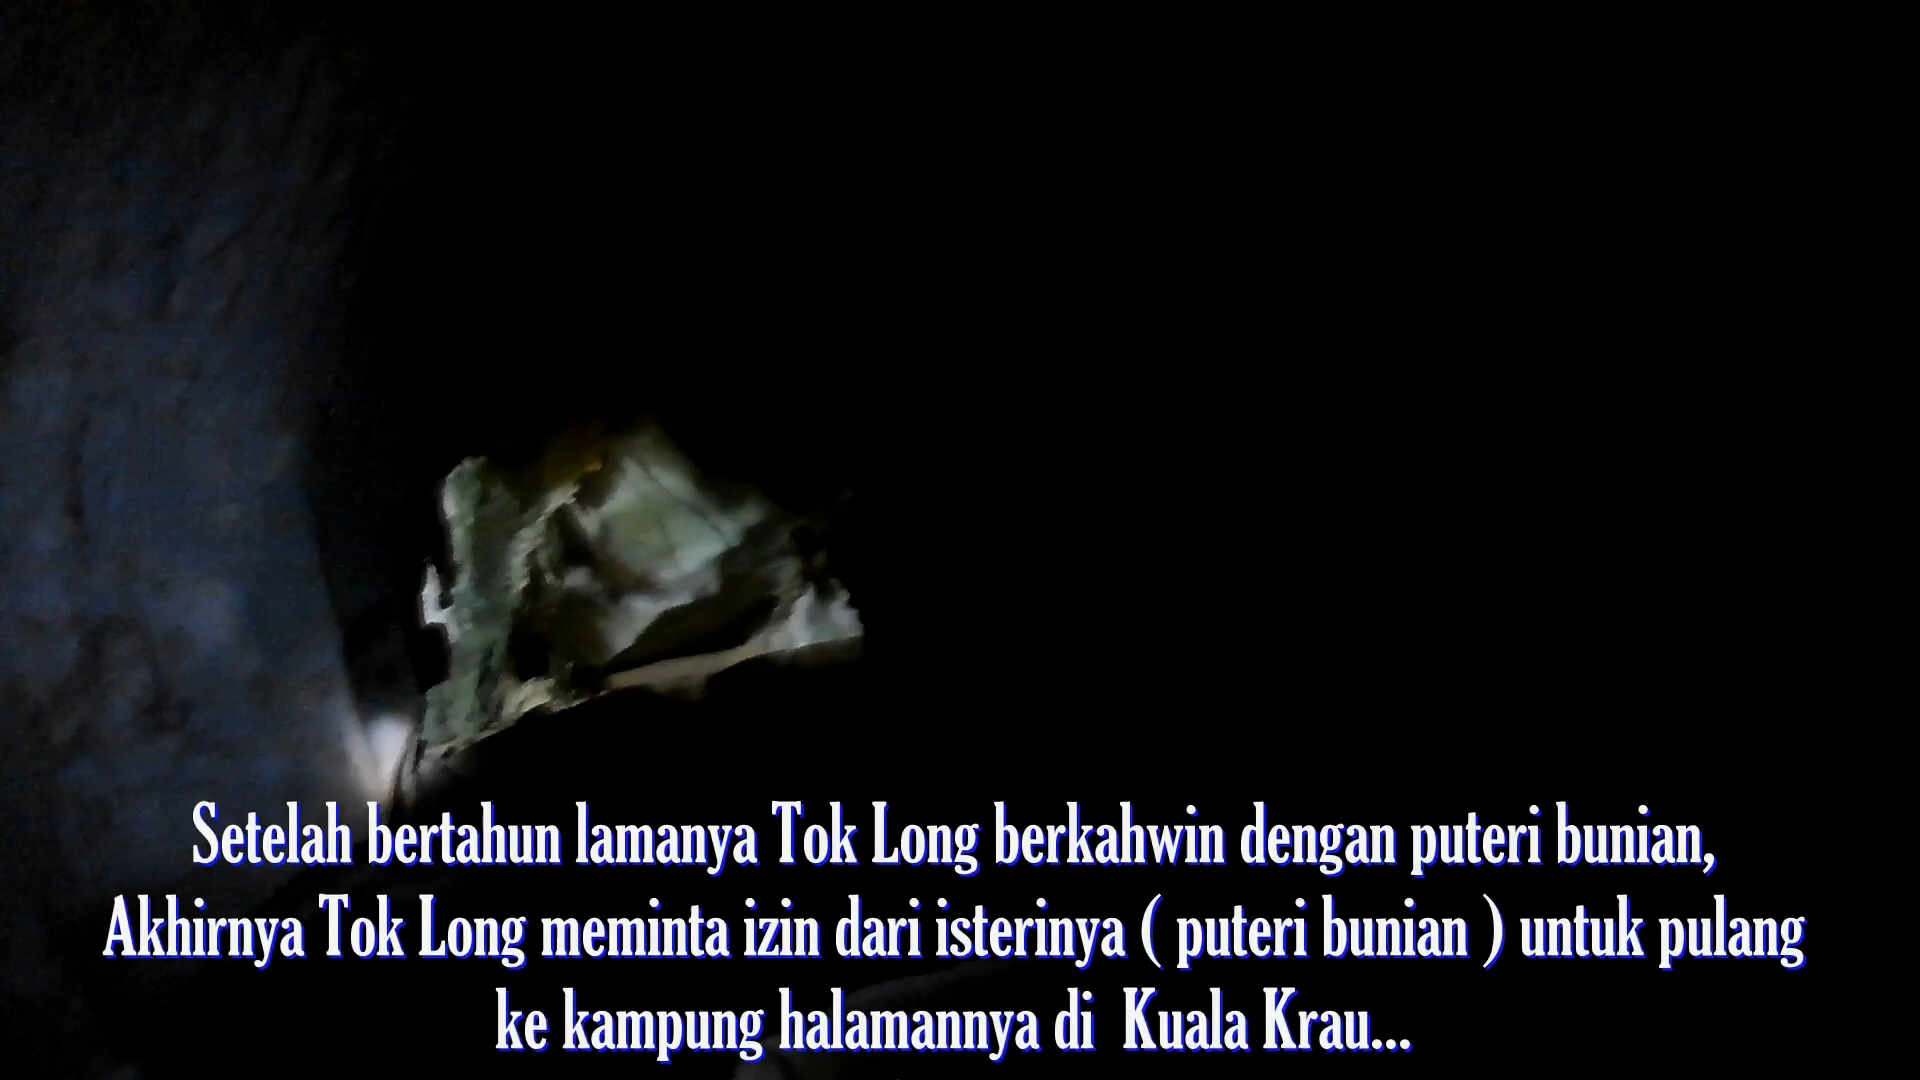 Setelah bertahun lamanya Tok Long berkahwin dengan puteri bunian,
Akhirnya Tok Long meminta izin dari isterinya ( puteri bunian ) untuk pulang
ke kampung halamannya di Kuala Krau...